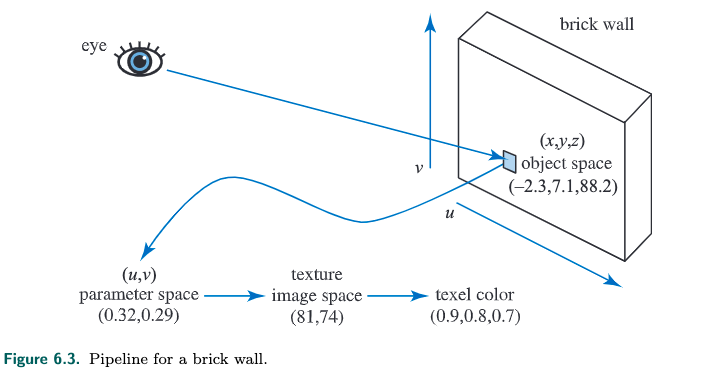 eye
brick wall
(x,y,z)
object space
(–2.3,7.1,88.2)
v
u
(u,v)
parameter space
(0.32,0.29)
texture
image space
(81,74)
texel color
(0.9,0.8,0.7)
Figure 6.3. Pipeline for a brick wall.